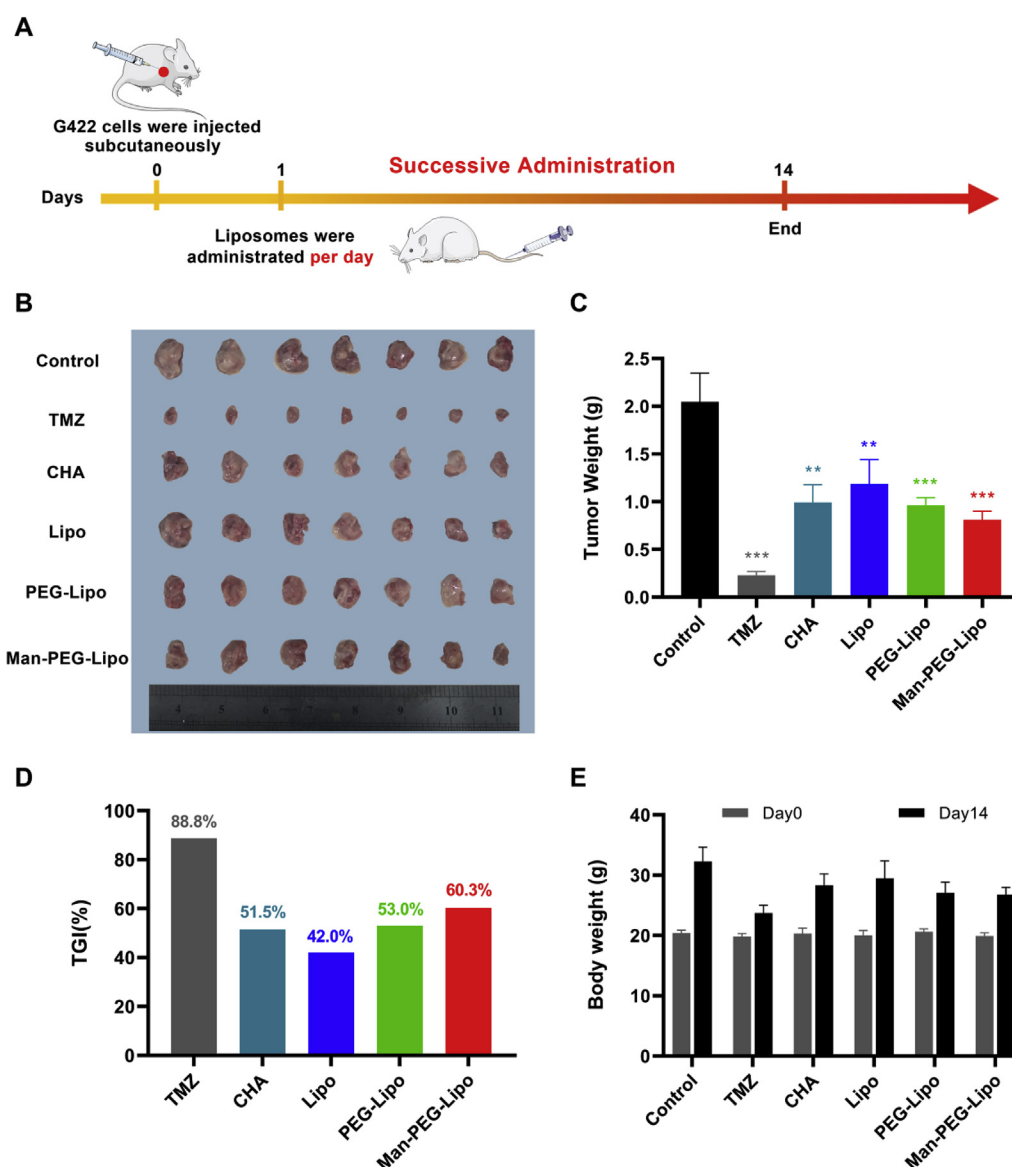 A
G422 cells were injected
subcutaneously
0
1
Successive Administration
14
Days
Liposomes were
administrated per day
End
B
Control
TMZ
CHA
Lipo
PEG-Lipo
Man-PEG-Lipo
4 5 6 7 8 9 10 11
C
Tumor Weight (g)
2.5
2.0
1.5
1.0
0.5
0.0
***
**
**
***
***
Control
TMZ
CHA
Lipo
PEG-Lipo
Man-PEG-Lipo
D
TGI(%)
100
80
60
40
20
0
88.8%
51.5%
42.0%
53.0%
60.3%
TMZ
CHA
Lipo
PEG-Lipo
Man-PEG-Lipo
E
Day0
Day14
Body weight (g)
40
30
20
10
0
Control
TMZ
CHA
Lipo
PEG-Lipo
Man-PEG-Lipo